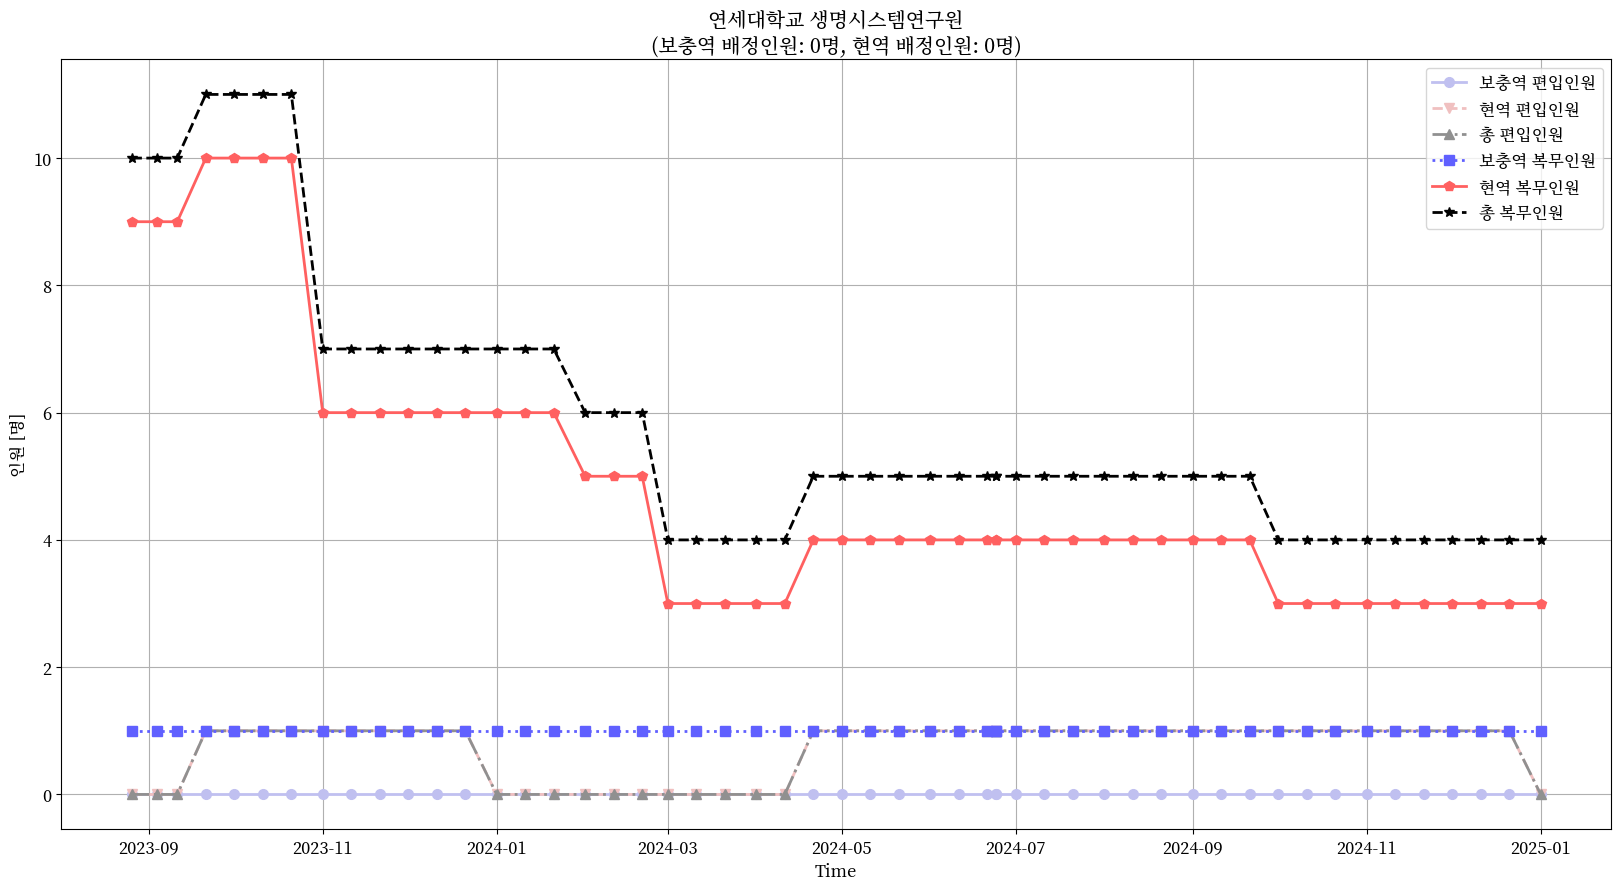 연세대학교 생명시스템연구원
(보충역 배정인원: 0명, 현역 배정인원: 0명)
보충역 편입인원
현역 편입인원
총 편입인원
보충역 복무인원
현역 복무인원
총 복무인원
인원 [명]
10
8
6
4
2
0
2023-09
2023-11
2024-01
2024-03
2024-05
2024-07
2024-09
2024-11
2025-01
Time